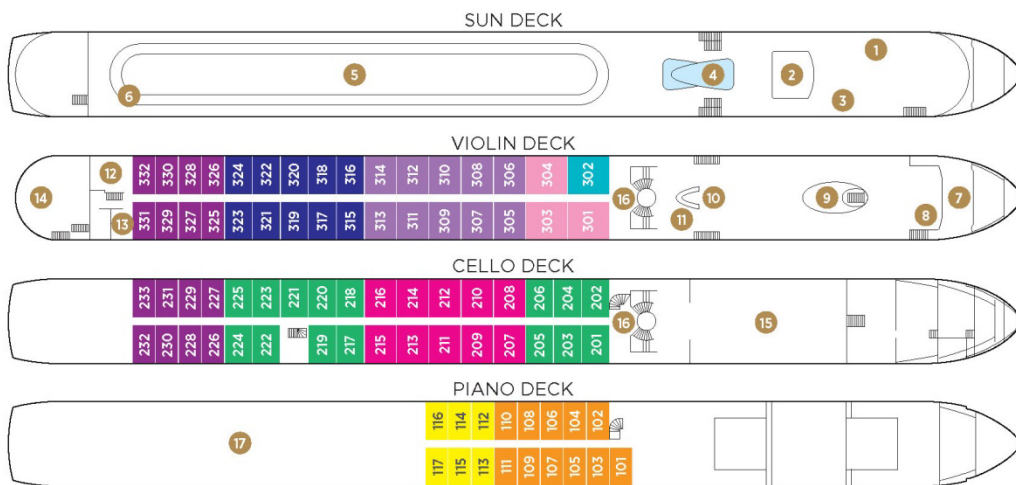 SUN DECK
1
5 4 2
6 3
VIOLIN DECK
12 332 330 328 326 324 322 320 318 316 314 312 310 308 306 304 302
14 16 10 9 7
13 331 329 327 325 323 321 319 317 315 313 311 309 307 305 303 301 11 8
CELLO DECK
233 231 229 227 225 223 221 220 218 216 214 212 210 208 206 204 202
16 15
232 230 228 226 224 222 219 217 215 213 211 209 207 205 203 201
PIANO DECK
116 114 112 110 108 106 104 102
17
117 115 113 111 109 107 105 103 101